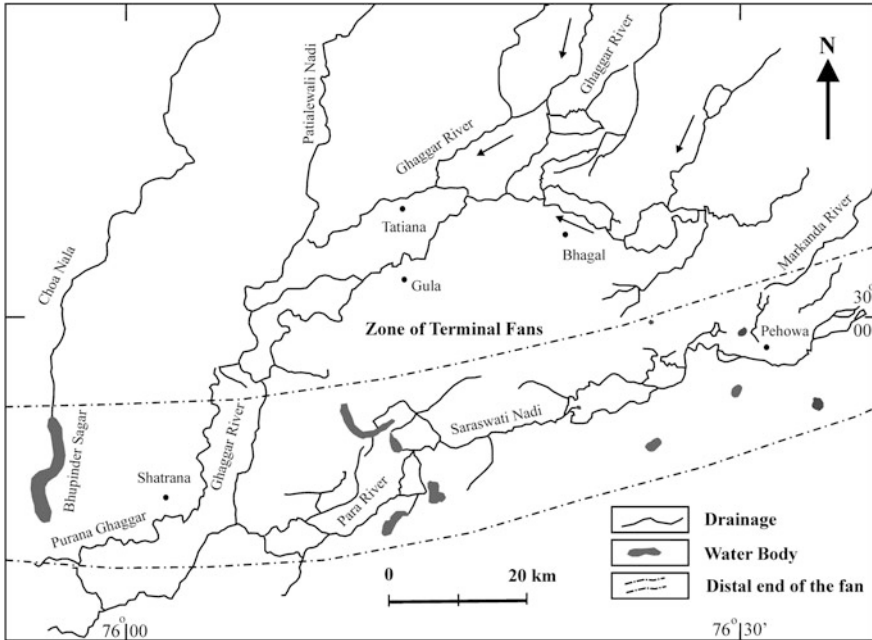 N
Ghaggar River
Patialewali Nadi
Ghaggar River
Tatiana
Bhagal
Markanda River
Choa Nala
Gula
30°
00'
Zone of Terminal Fans
Pehowa
Saraswati Nadi
Bhupinder Sagar
Ghaggar River
Shatrana
Para River
Purana Ghaggar
Drainage
Water Body
Distal end of the fan
0 20 km
76°00 76°30'